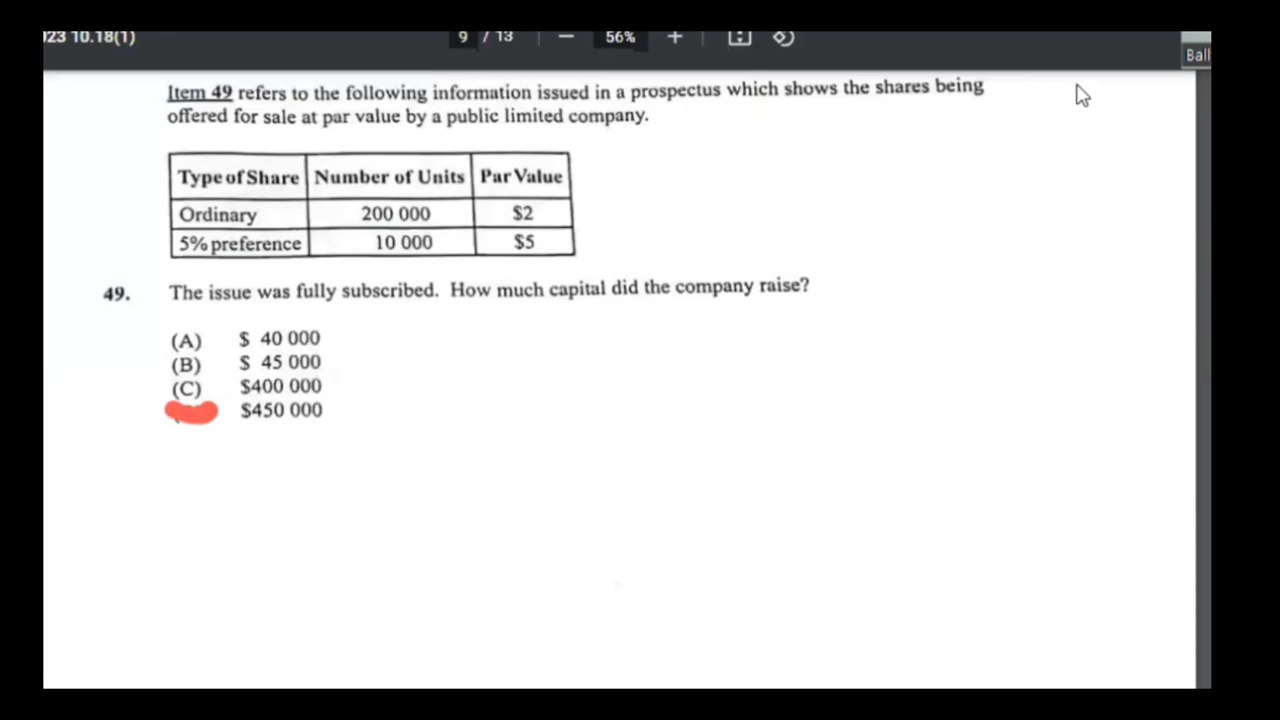 023 10.18(1)
9 / 13 — 56% +
Ball
Item 49 refers to the following information issued in a prospectus which shows the shares being
offered for sale at par value by a public limited company.
Type of Share Number of Units Par Value
Ordinary 200 000 $2
5% preference 10 000 $5
49. The issue was fully subscribed. How much capital did the company raise?
(A) $ 40 000
(B) $ 45 000
(C) $400 000
$450 000